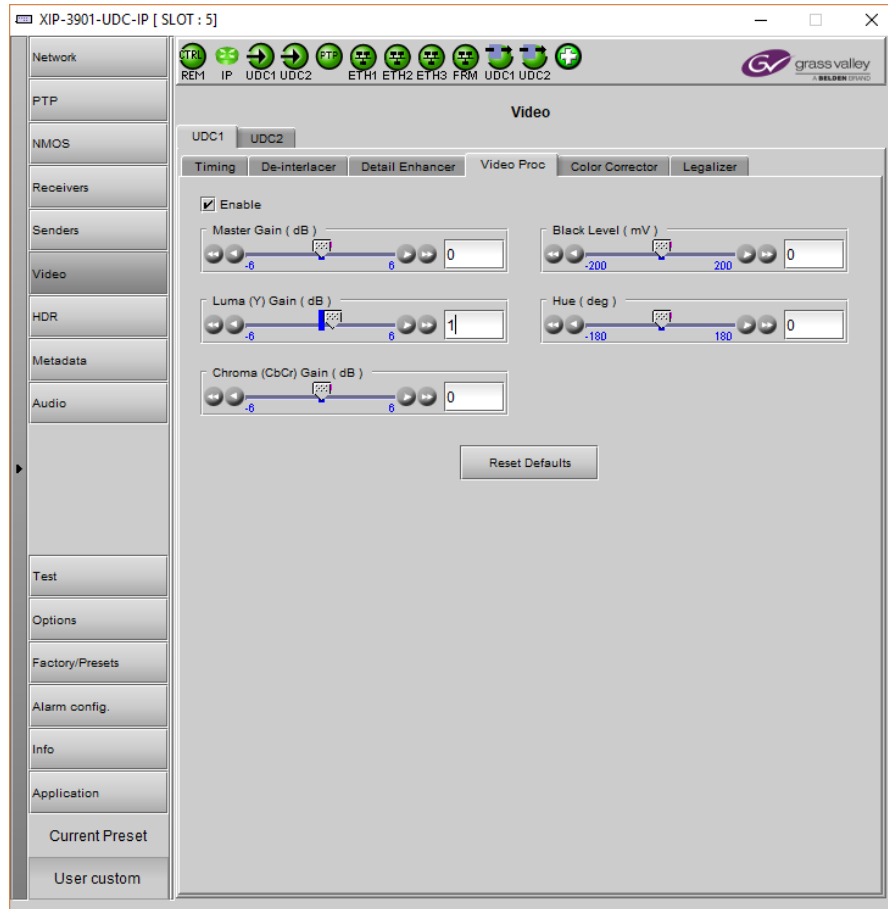 XIP-3901-UDC-IP [ SLOT : 5]
Network
PTP
NMOS
Receivers
Senders
Video
HDR
Metadata
Audio
Test
Options
Factory/Presets
Alarm config.
Info
Application
Current Preset
User custom
CTRL PTP
REM IP UDC1 UDC2 ETH1 ETH2 ETH3 FRM UDC1 UDC2
GV grass valley
A BELDEN BRAND
Video
UDC1 UDC2
Timing De-interlacer Detail Enhancer Video Proc Color Corrector Legalizer
Enable
Master Gain ( dB )
-6 6 0
Black Level ( mV )
-200 200 0
Luma (Y) Gain ( dB )
-6 6 1
Hue ( deg )
-180 180 0
Chroma (CbCr) Gain ( dB )
-6 6 0
Reset Defaults